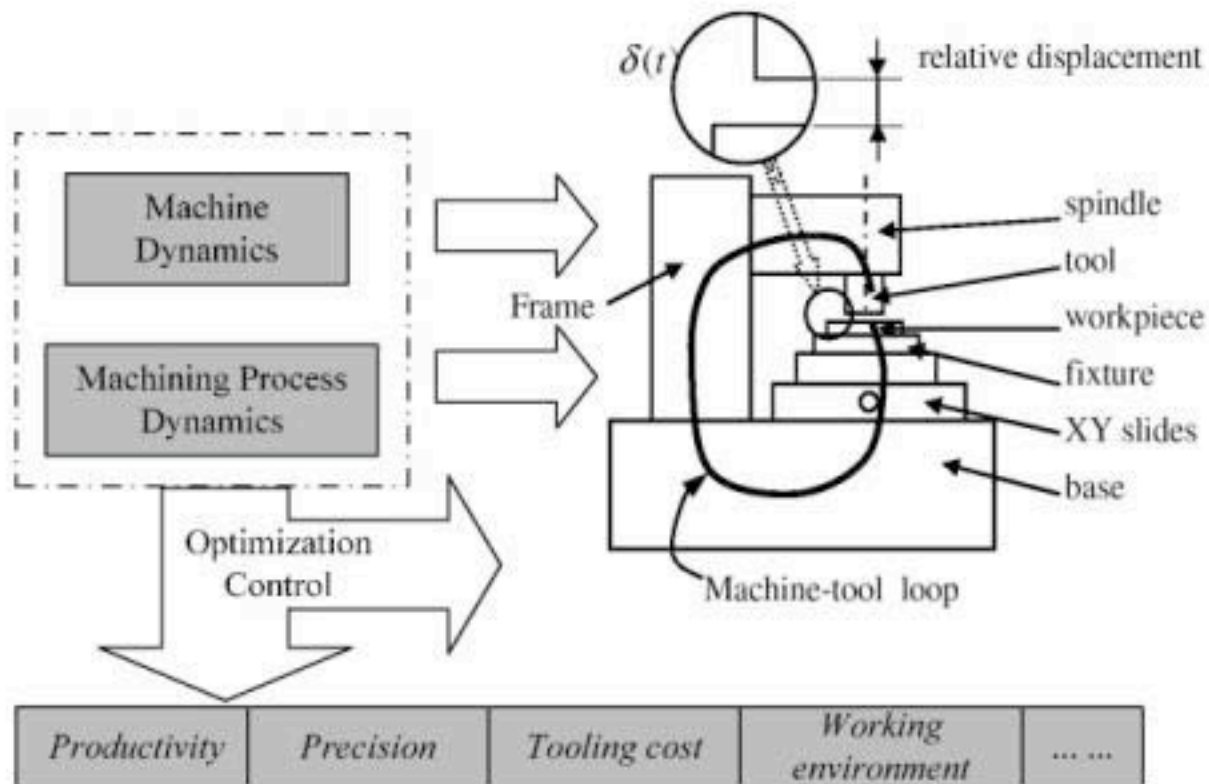 δ(t)
relative displacement
Machine
Dynamics
Machining Process
Dynamics
Frame
spindle
tool
workpiece
fixture
XY slides
base
Optimization
Control
Machine-tool loop
Productivity
Precision
Tooling cost
Working
environment
... ...